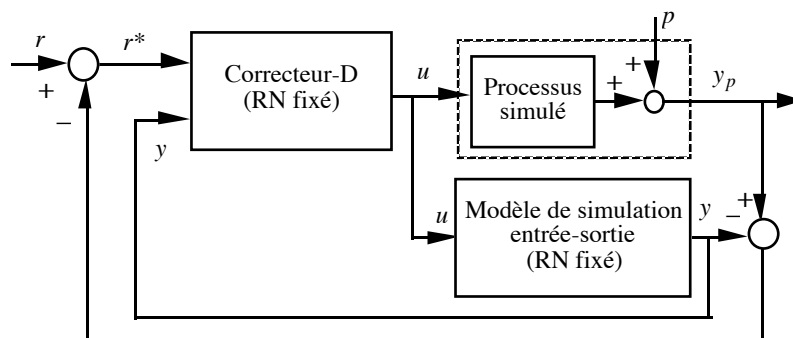 p
r
r*
+
−
Correcteur-D
(RN fixé)
y
u
Processus
simulé
+
+
y_p
u
Modèle de simulation
entrée-sortie
(RN fixé)
y
−
+